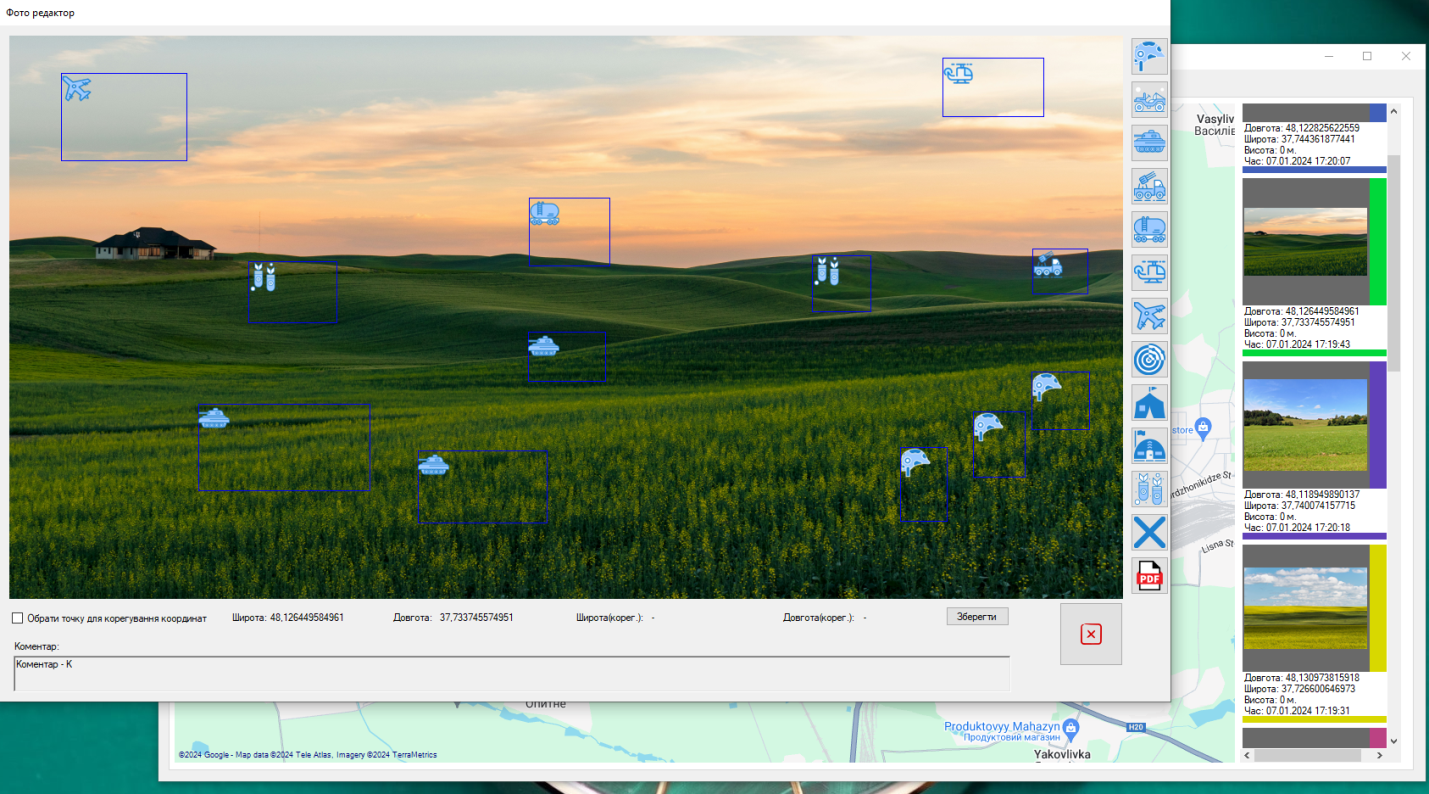 Фото редактор
PDF
Обрати точку для корегування координат
Широта: 48,126449584961
Довгота: 37,733745574951
Широта(корег.): -
Довгота(корег.): -
Зберегти
Коментар:
Коментар - К
Vasyliv
Василів
store
rdzhonikidze St
Lisna St
Опитне
Produktovyy Mahazyn
Продуктовий магазин
H20
Yakovlivka
©2024 Google - Map data ©2024 Tele Atlas, Imagery ©2024 TerraMetrics
Довгота: 48,122825622559
Широта: 37,744361877441
Висота: 0 м.
Час: 07.01.2024 17:20:07
Довгота: 48,126449584961
Широта: 37,733745574951
Висота: 0 м.
Час: 07.01.2024 17:19:43
Довгота: 48,118949890137
Широта: 37,740074157715
Висота: 0 м.
Час: 07.01.2024 17:20:18
Довгота: 48,130973815918
Широта: 37,726600646973
Висота: 0 м.
Час: 07.01.2024 17:19:31